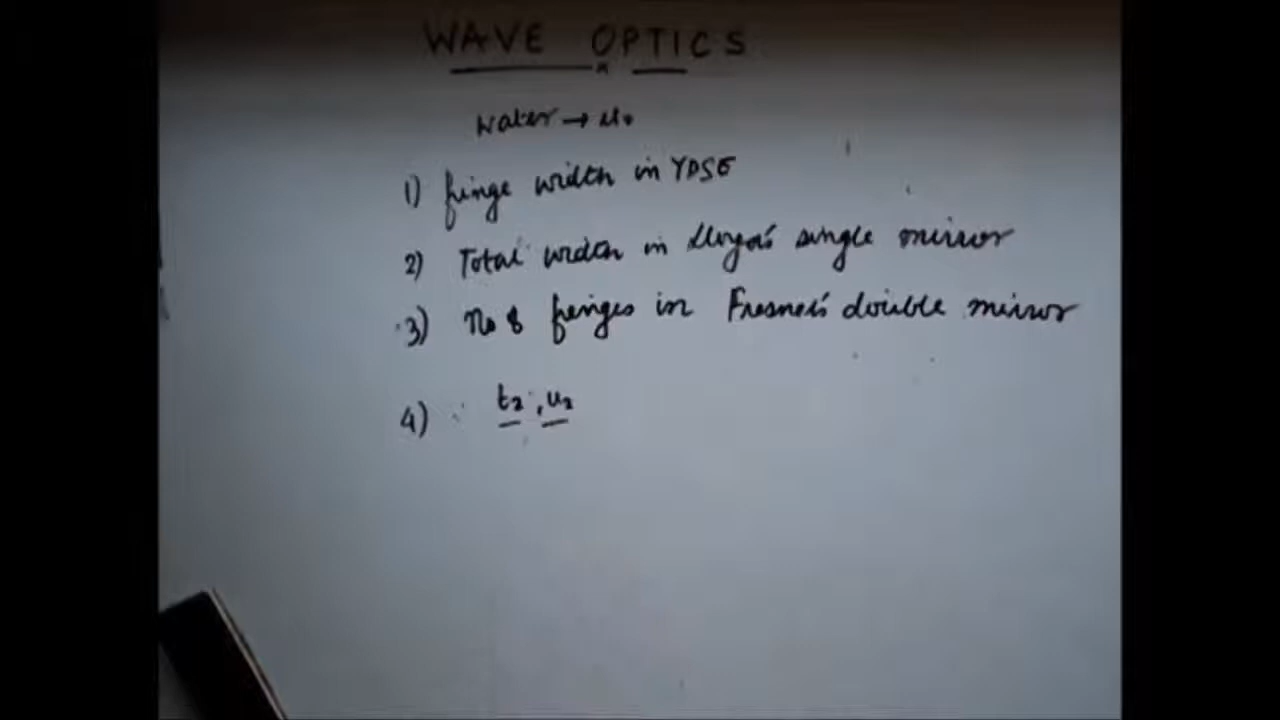 WAVE OPTICS
Water → μ₀
1) fringe width in YDSE
2) Total width in Lloyd's single mirror
3) No of fringes in Fresnel's double mirror
4) t₂, u₂